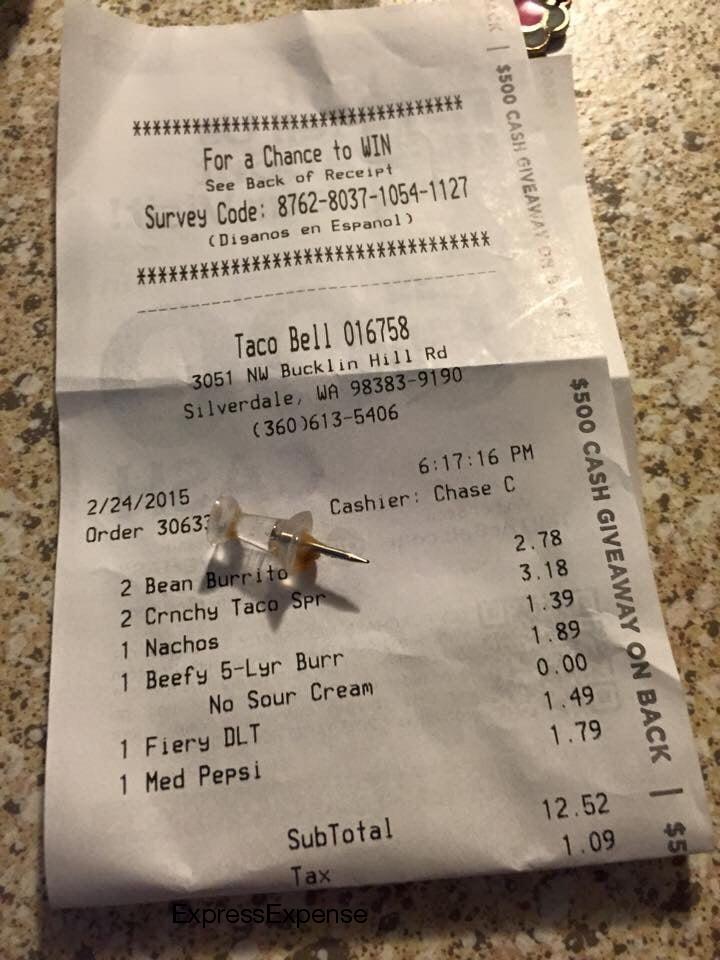 *********************************
For a Chance to WIN
See Back of Receipt
Survey Code: 8762-8037-1054-1127
(Diganos en Espanol)
*********************************
Taco Bell 016758
3051 NW Bucklin Hill Rd
Silverdale, WA 98383-9190
(360)613-5406
6:17:16 PM
2/24/2015
Cashier: Chase C
Order 30633
2 Bean Burrito 2.78
2 Crnchy Taco Spr 3.18
1 Nachos 1.39
1 Beefy 5-Lyr Burr 1.89
No Sour Cream 0.00
1 Fiery DLT 1.49
1 Med Pepsi 1.79
SubTotal 12.52
Tax 1.09
| $500 CASH GIVEAWAY ON BACK |
$500 CASH GIVEAWAY ON BACK | $5
ExpressExpense